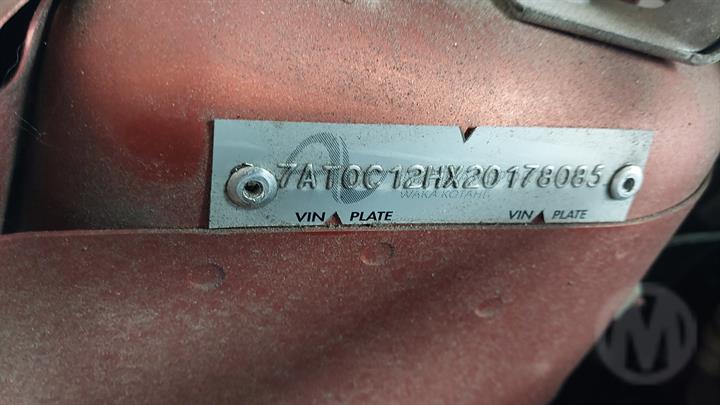 7AT0C12HX20178085
WAKA KOTAHI
VIN PLATE VIN PLATE
M